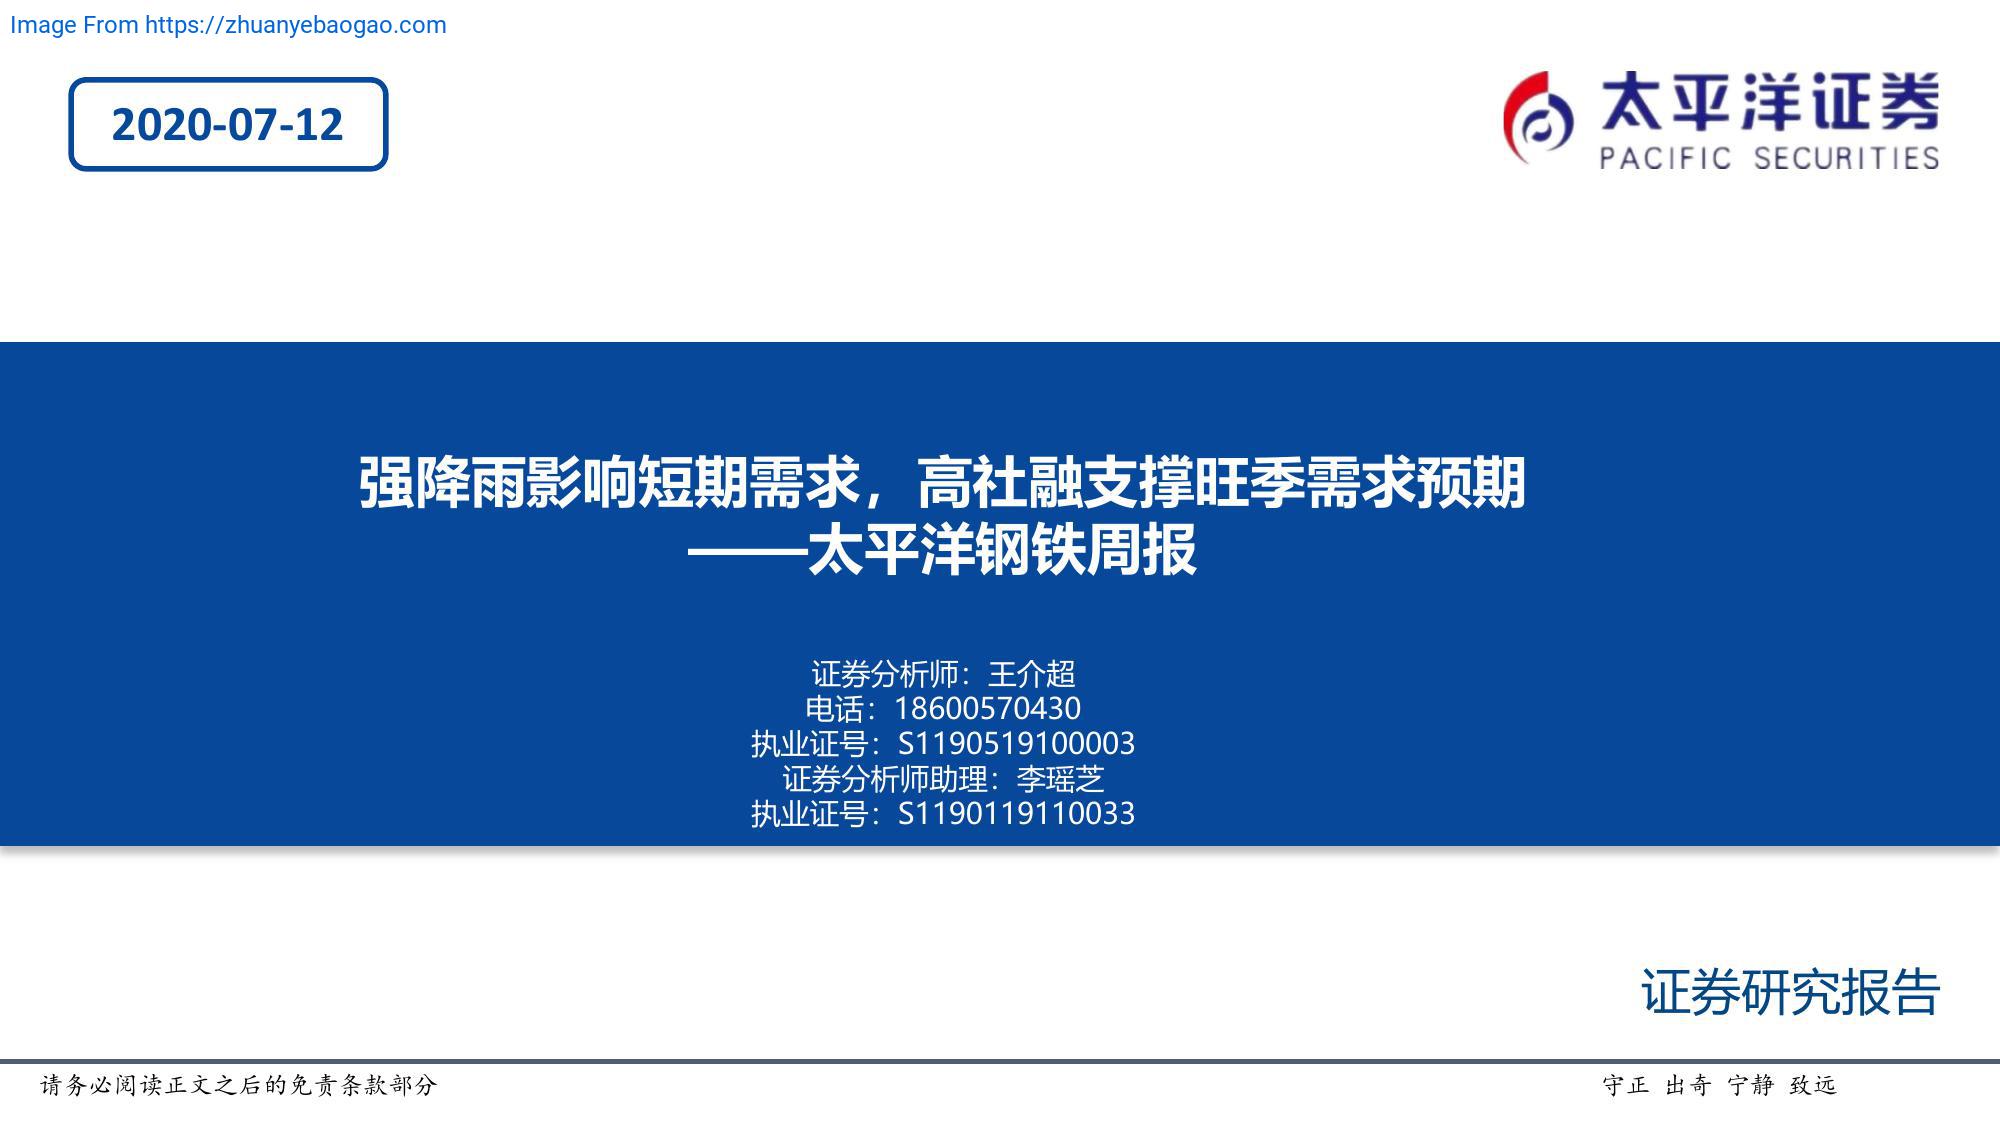 Image From https://zhuanyebaogao.com
2020-07-12
太平洋证券
PACIFIC SECURITIES
强降雨影响短期需求，高社融支撑旺季需求预期
——太平洋钢铁周报
证券分析师：王介超
电话：18600570430
执业证号：S1190519100003
证券分析师助理：李瑶芝
执业证号：S1190119110033
证券研究报告
请务必阅读正文之后的免责条款部分
守正 出奇 宁静 致远